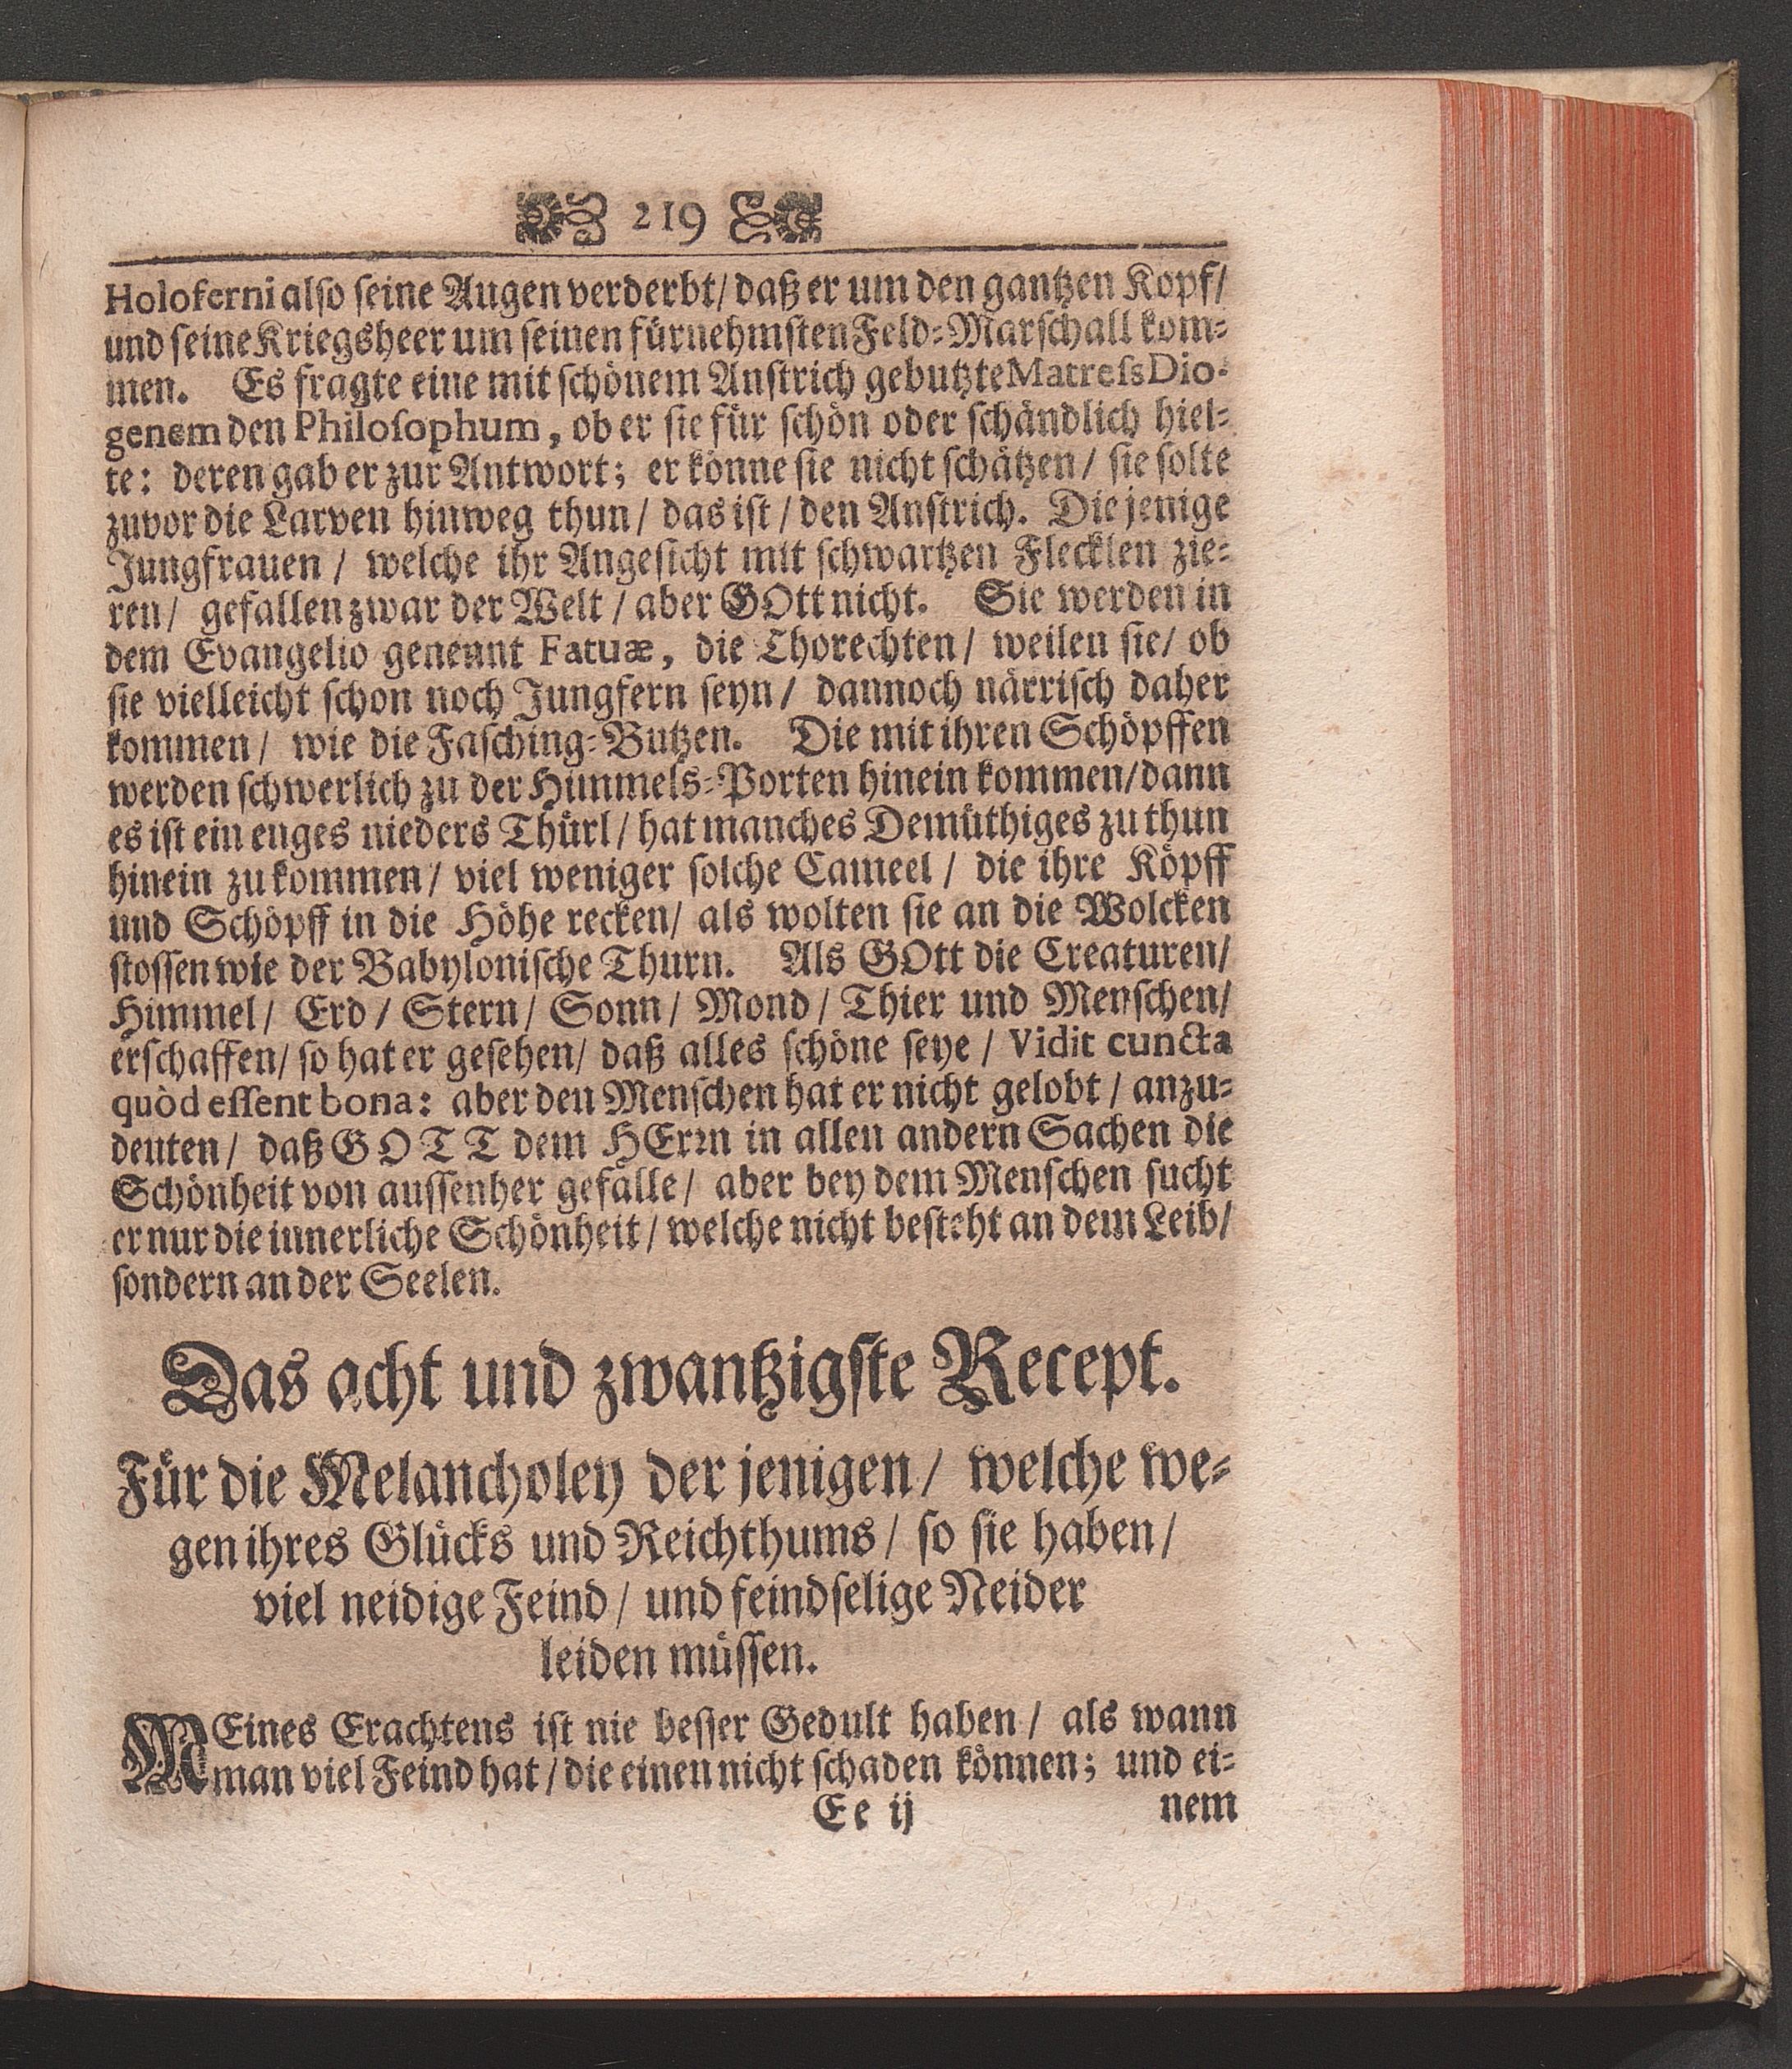 219
Holoferni also ſeine Augen verderbt/ daß er um den gantzen Kopf/
und ſeine Kriegsheer um ſeinen fürnehmſten Feld-Marſchall kom-
men. Es fragte eine mit ſchönem Anſtrich gebutzte Matreſs Dio-
genem den Philoſophum, ob er ſie für ſchön oder ſchändlich hiel-
te: deren gab er zur Antwort; er könne ſie nicht ſchätzen/ ſie ſolte
zuvor die Larven hinweg thun/ das iſt/ den Anſtrich. Die jenige
Jungfrauen/ welche ihr Angeſicht mit ſchwartzen Flecklen zie-
ren/ gefallen zwar der Welt/ aber GOtt nicht. Sie werden in
dem Evangelio genennt Fatuæ, die Thorechten/ weilen ſie/ ob
ſie vielleicht ſchon noch Jungfern ſeyn/ dannoch närriſch daher
kommen/ wie die Faſching-Butzen. Die mit ihren Schöpffen
werden ſchwerlich zu der Himmels-Porten hinein kommen/ dann
es iſt ein enges nieders Thürl/ hat manches Demüthiges zu thun
hinein zu kommen/ viel weniger ſolche Cameel/ die ihre Köpff
und Schöpff in die Höhe recken/ als wolten ſie an die Wolcken
ſtoſſen wie der Babyloniſche Thurn. Als GOtt die Creaturen/
Himmel/ Erd/ Stern/ Sonn/ Mond/ Thier und Menſchen/
erſchaffen/ ſo hat er geſehen/ daß alles ſchöne ſeye/ Vidit cuncta
quòd eſſent bona: aber den Menſchen hat er nicht gelobt/ anzu-
deuten/ daß GOTT dem HErꝛn in allen andern Sachen die
Schönheit von auſſenher gefälle/ aber bey dem Menſchen ſucht
er nur die innerliche Schönheit/ welche nicht beſteht an dem Leib/
ſondern an der Seelen.
Das acht und zwantzigſte Recept.
Für die Melancholey der jenigen/ welche we-
gen ihres Glücks und Reichthums/ ſo ſie haben/
viel neidige Feind/ und feindſelige Neider
leiden müſſen.
MEines Erachtens iſt nie beſſer Gedult haben/ als wann
man viel Feind hat/ die einen nicht ſchaden können; und ei-
Ee ij nem